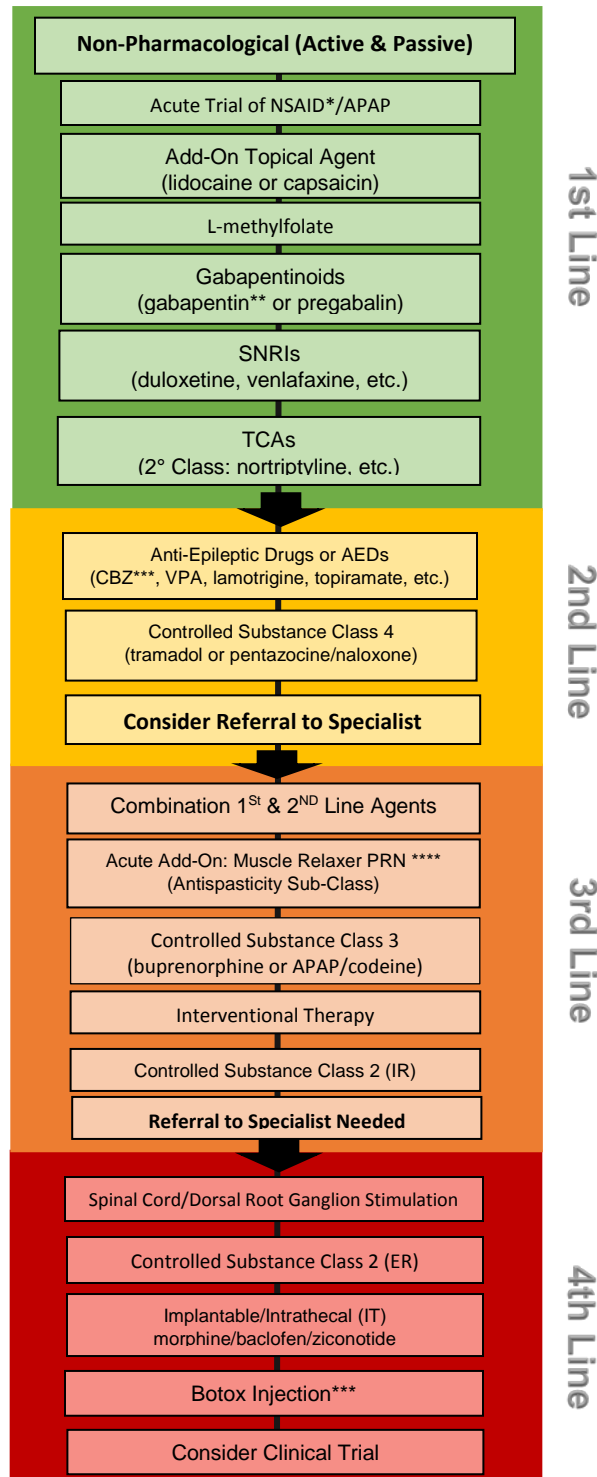 Non-Pharmacological (Active & Passive)
Acute Trial of NSAID*/APAP
Add-On Topical Agent
(lidocaine or capsaicin)
L-methylfolate
Gabapentinoids
(gabapentin** or pregabalin)
SNRIs
(duloxetine, venlafaxine, etc.)
TCAs
(2° Class: nortriptyline, etc.)
1st Line
Anti-Epileptic Drugs or AEDs
(CBZ***, VPA, lamotrigine, topiramate, etc.)
Controlled Substance Class 4
(tramadol or pentazocine/naloxone)
Consider Referral to Specialist
2nd Line
Combination 1St & 2ND Line Agents
Acute Add-On: Muscle Relaxer PRN ****
(Antispasticity Sub-Class)
Controlled Substance Class 3
(buprenorphine or APAP/codeine)
Interventional Therapy
Controlled Substance Class 2 (IR)
Referral to Specialist Needed
3rd Line
Spinal Cord/Dorsal Root Ganglion Stimulation
Controlled Substance Class 2 (ER)
Implantable/Intrathecal (IT)
morphine/baclofen/ziconotide
Botox Injection***
Consider Clinical Trial
4th Line